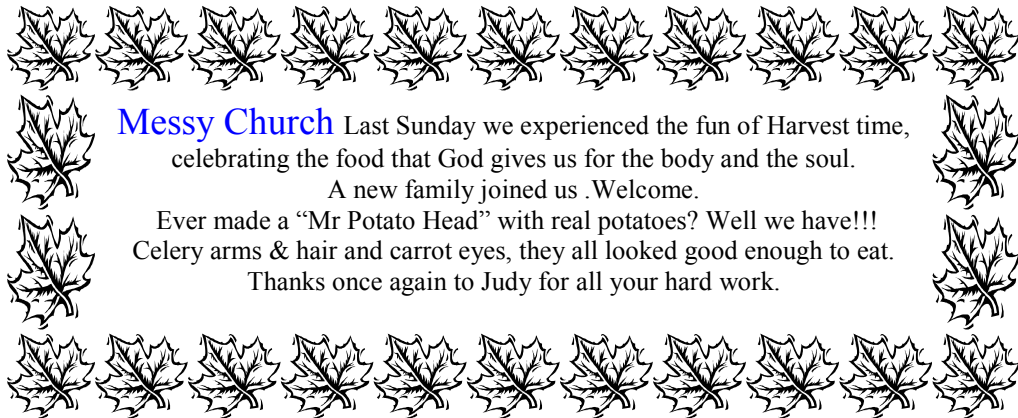 Messy Church Last Sunday we experienced the fun of Harvest time,
celebrating the food that God gives us for the body and the soul.
A new family joined us .Welcome.
Ever made a “Mr Potato Head” with real potatoes? Well we have!!!
Celery arms & hair and carrot eyes, they all looked good enough to eat.
Thanks once again to Judy for all your hard work.